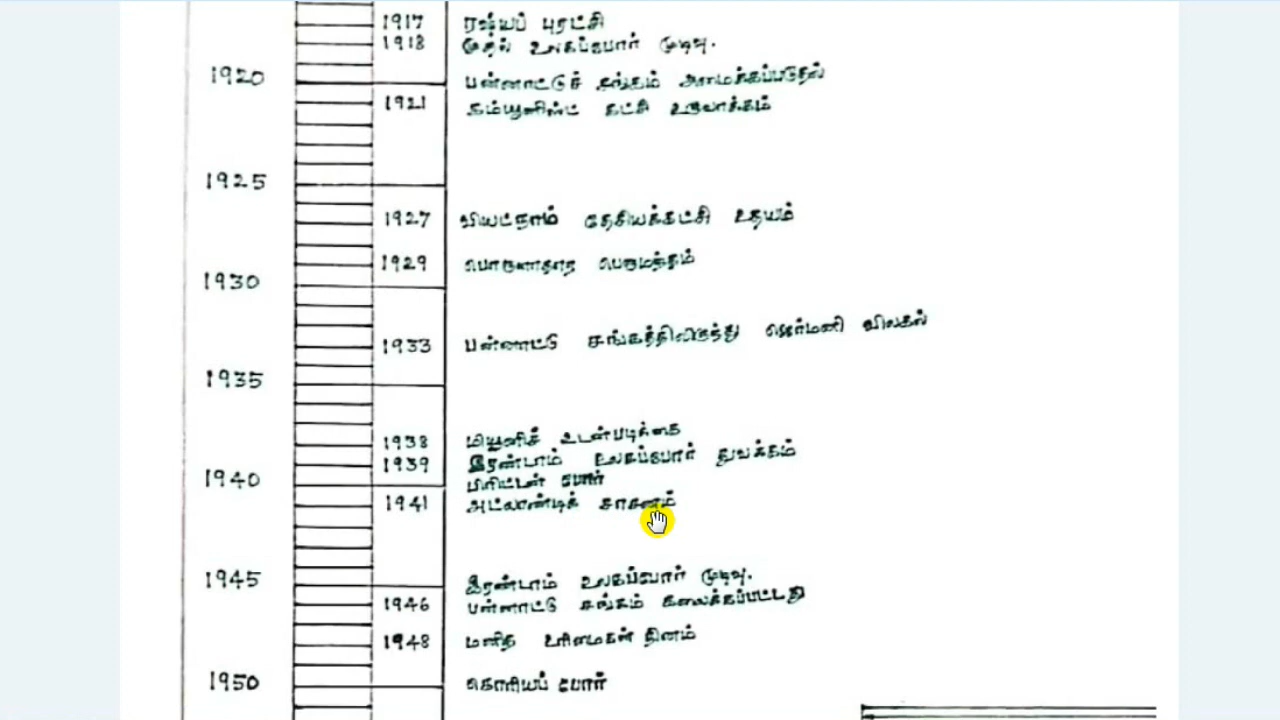 1917 ரஷ்யப் புரட்சி
1918 முதல் உலகப்போர் முடிவு.
1920 பன்னாட்டுச் சங்கம் அமைக்கப்படுதல்
1921 கம்யூனிஸ்ட் கட்சி உருவாக்கம்
1925
1927 வியட்நாம் தேசியக்கட்சி உதயம்
1929 பொருளாதார பெருமந்தம்
1930
1933 பன்னாட்டு சங்கத்திலிருந்து ஜெர்மனி விலகல்
1935
1938 மியூனிச் உடன்படிக்கை
1939 இரண்டாம் உலகப்போர் துவக்கம்
1940 பிரிட்டன் போர்
1941 அட்லாண்டிக் சாசனம்
1945 இரண்டாம் உலகப்போர் முடிவு.
1946 பன்னாட்டு சங்கம் கலைக்கப்பட்டது
1948 மனித உரிமைகள் தினம்
1950 கொரியப் போர்